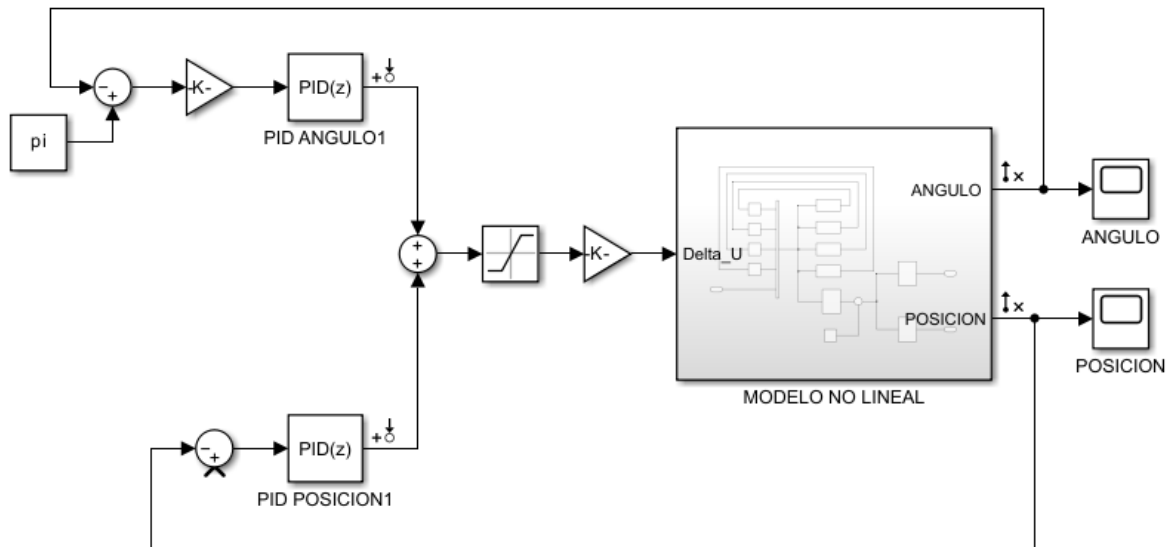 pi
-K-
PID(z)
PID ANGULO1
-K-
Delta_U
ANGULO
POSICION
MODELO NO LINEAL
ANGULO
POSICION
PID(z)
PID POSICION1